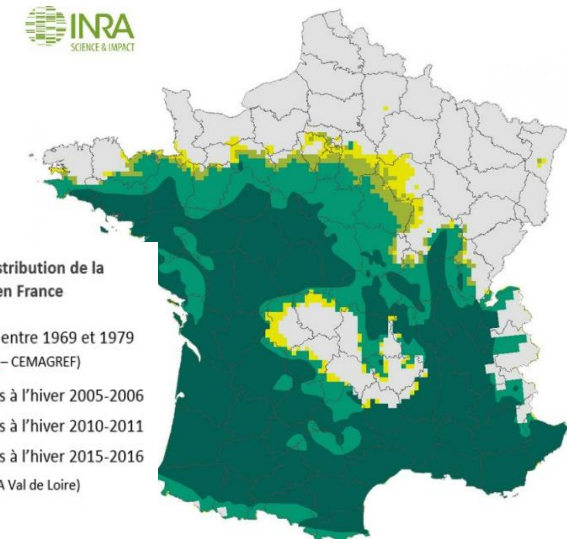 INRA
SCIENCE & IMPACT
stribution de la
en France
entre 1969 et 1979
– CEMAGREF)
s à l'hiver 2005-2006
s à l'hiver 2010-2011
s à l'hiver 2015-2016
A Val de Loire)